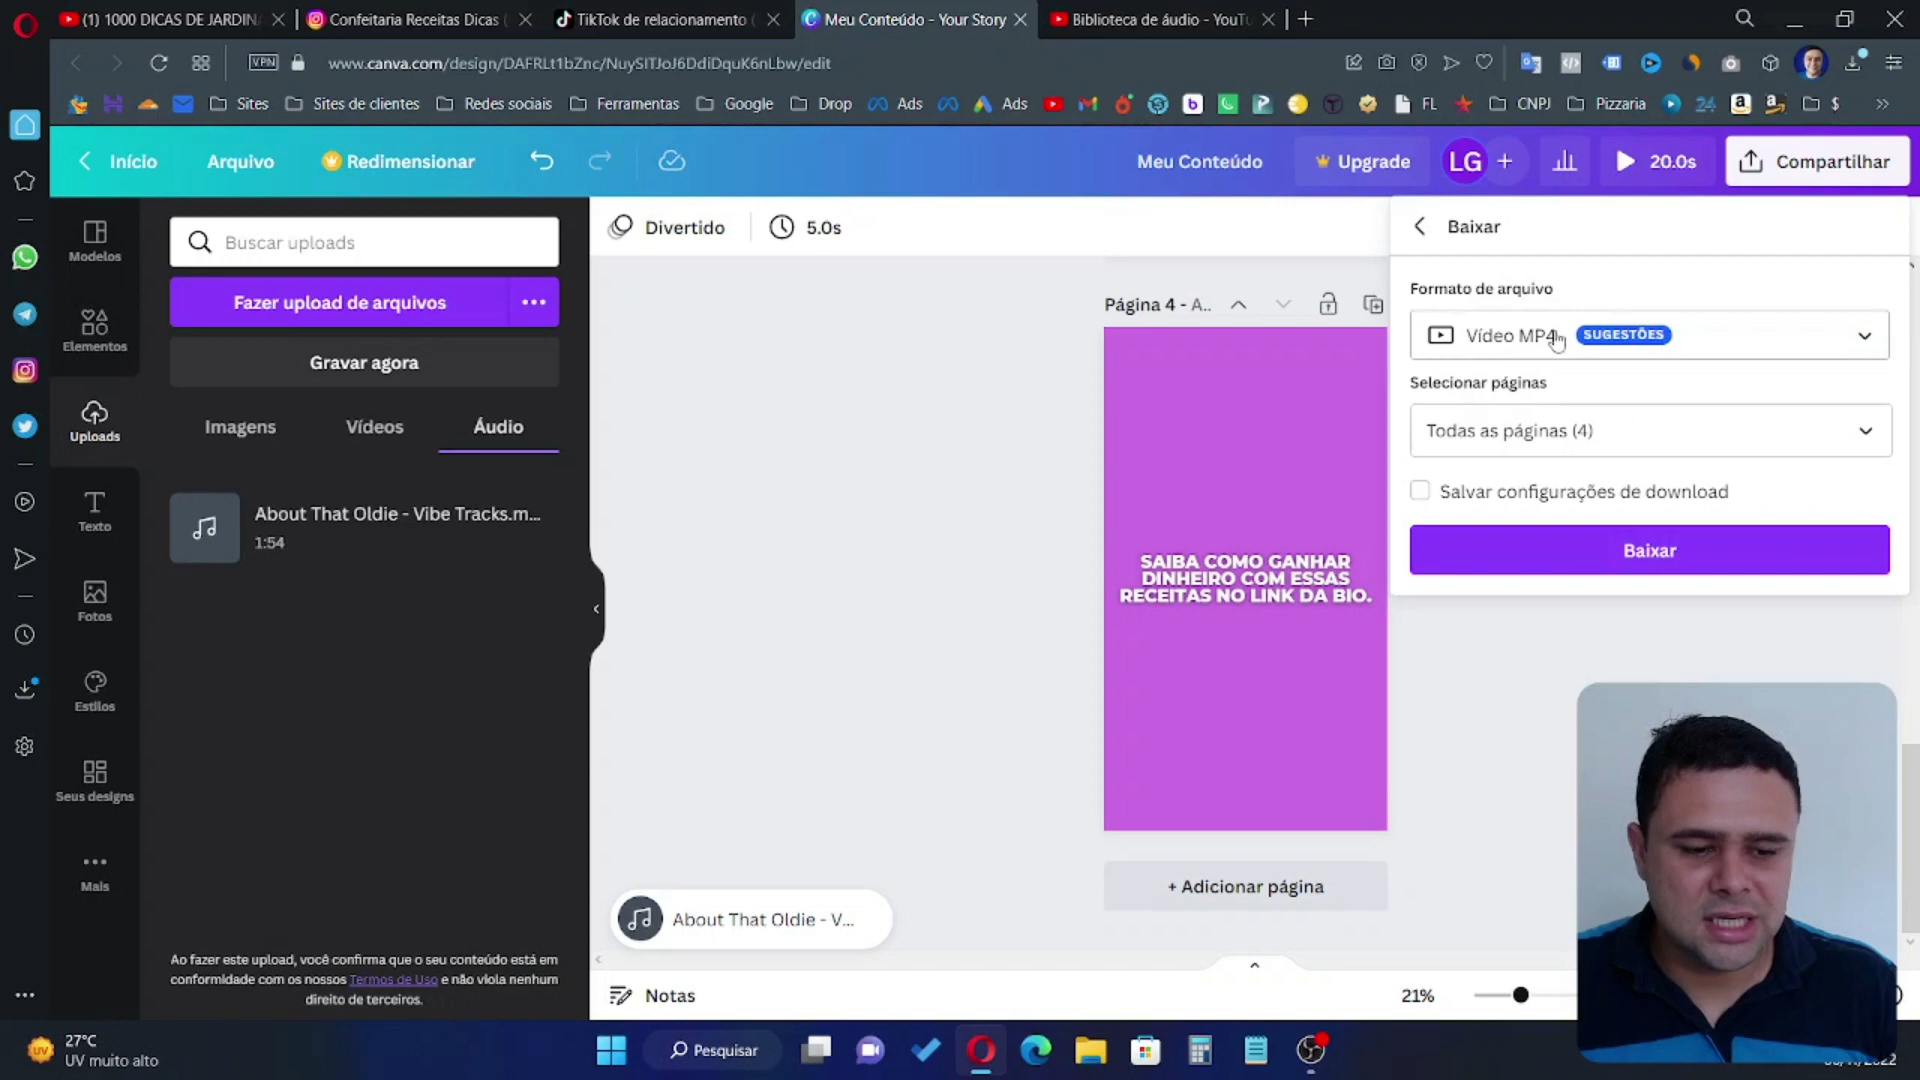 (1) 1000 DICAS DE JARDINA
Confeitaria Receitas Dicas (
TikTok de relacionamento (
Meu Conteúdo - Your Story
Biblioteca de áudio - YouTu
VPN
www.canva.com/design/DAFRLt1bZnc/NuySITJoJ6DdiDquK6nLbw/edit
Sites
Sites de clientes
Redes sociais
Ferramentas
Google
Drop
Ads
Ads
FL
CNPJ
Pizzaria
24
$
Início
Arquivo
Redimensionar
Meu Conteúdo
Upgrade
LG
20.0s
Compartilhar
Modelos
Elementos
Uploads
Texto
Fotos
Estilos
Seus designs
Mais
Buscar uploads
Fazer upload de arquivos
Gravar agora
Imagens
Vídeos
Áudio
About That Oldie - Vibe Tracks.m...
1:54
Ao fazer este upload, você confirma que o seu conteúdo está em
conformidade com os nossos Termos de Uso e não viola nenhum
direito de terceiros.
Divertido
5.0s
Página 4 - A..
SAIBA COMO GANHAR
DINHEIRO COM ESSAS
RECEITAS NO LINK DA BIO.
+ Adicionar página
About That Oldie - V...
Notas
21%
Baixar
Formato de arquivo
Vídeo MP4
SUGESTÕES
Selecionar páginas
Todas as páginas (4)
Salvar configurações de download
Baixar
27°C
UV muito alto
Pesquisar